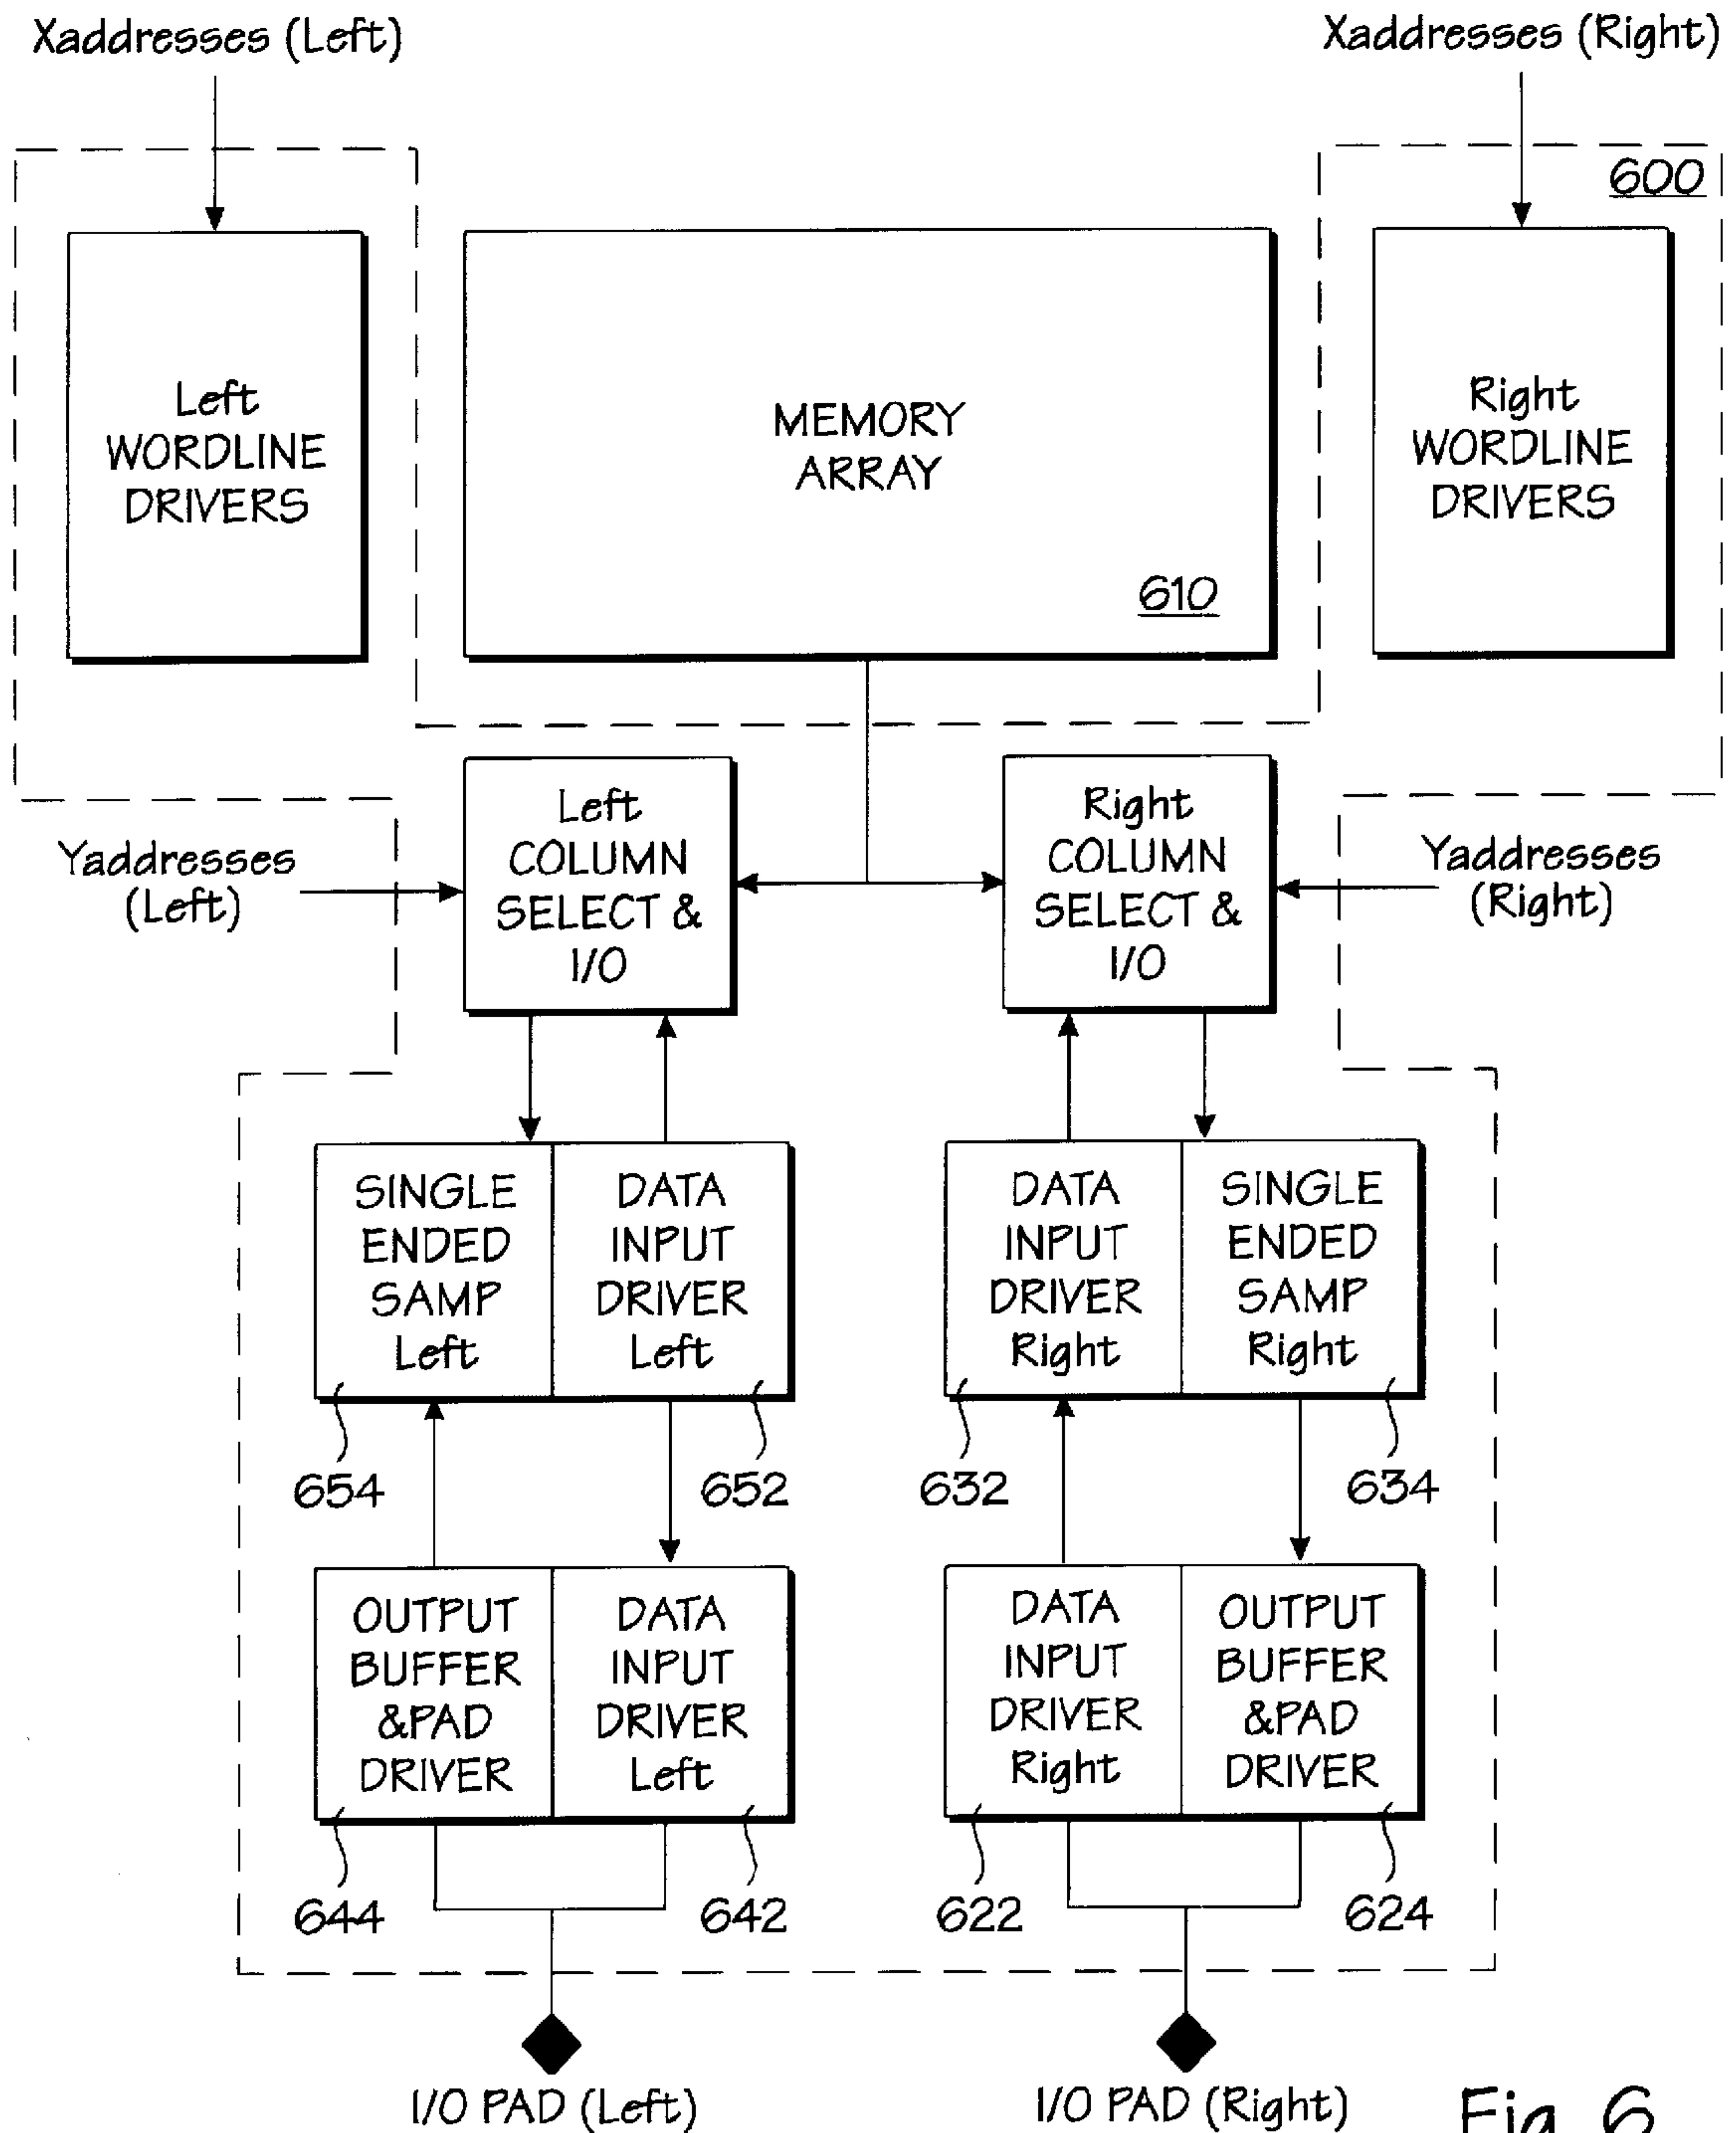 Xaddresses (Left)
Xaddresses (Right)
600
Left
WORDLINE
DRIVERS
MEMORY
ARRAY
610
Right
WORDLINE
DRIVERS
Yaddresses
(Left)
Left
COLUMN
SELECT &
I/O
Right
COLUMN
SELECT &
I/O
Yaddresses
(Right)
SINGLE
ENDED
SAMP
Left
DATA
INPUT
DRIVER
Left
DATA
INPUT
DRIVER
Right
SINGLE
ENDED
SAMP
Right
654
652
632
634
OUTPUT
BUFFER
&PAD
DRIVER
DATA
INPUT
DRIVER
Left
DATA
INPUT
DRIVER
Right
OUTPUT
BUFFER
&PAD
DRIVER
644
642
622
624
I/O PAD (Left)
I/O PAD (Right)
Fig. 6